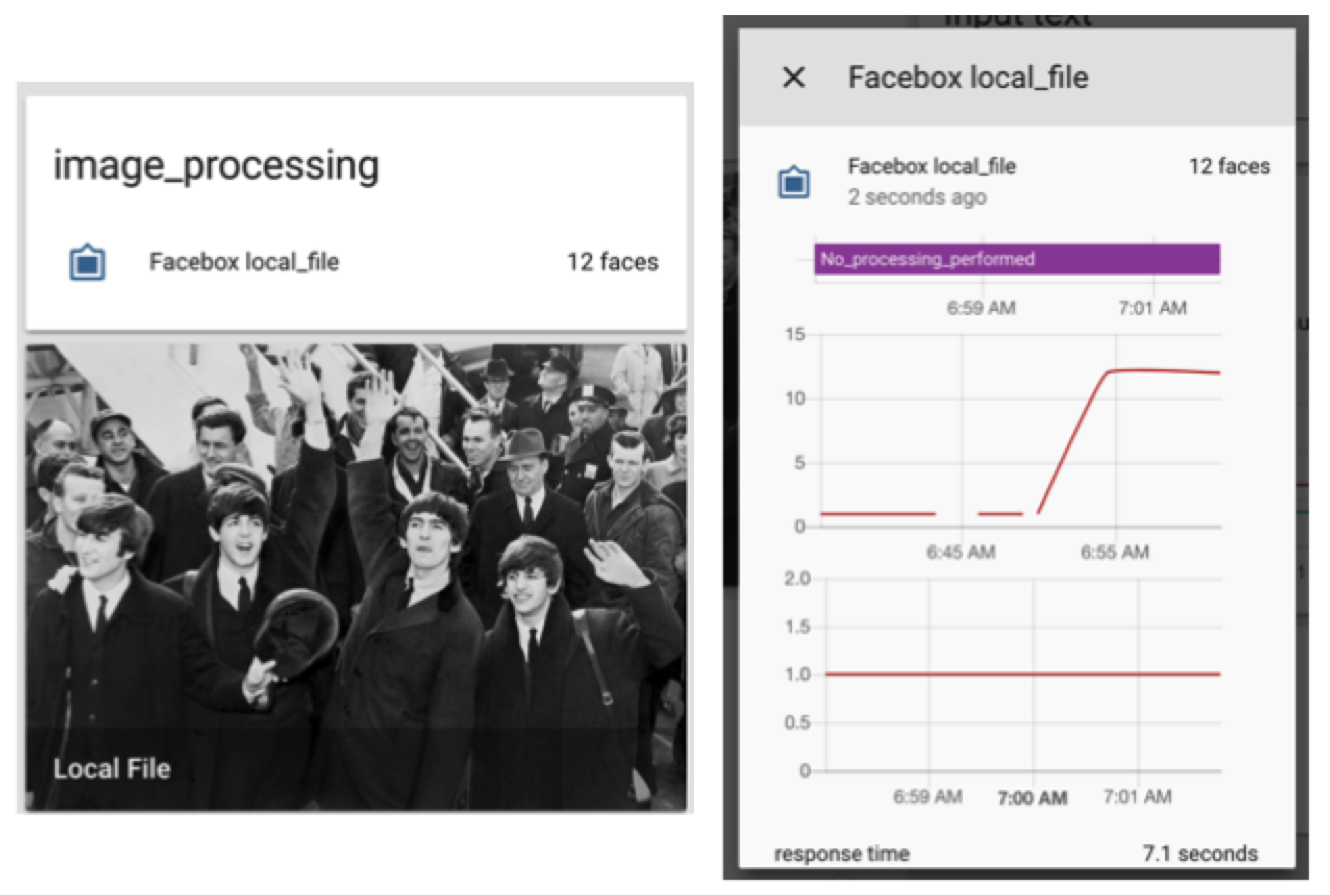 image_processing
Facebox local_file 12 faces
Local File
Input text
Facebox local_file
Facebox local_file 12 faces
2 seconds ago
No_processing_performed
6:59 AM 7:01 AM
15
10
5
0
6:45 AM 6:55 AM
2.0
1.5
1.0
0.5
0
6:59 AM 7:00 AM 7:01 AM
response time 7.1 seconds